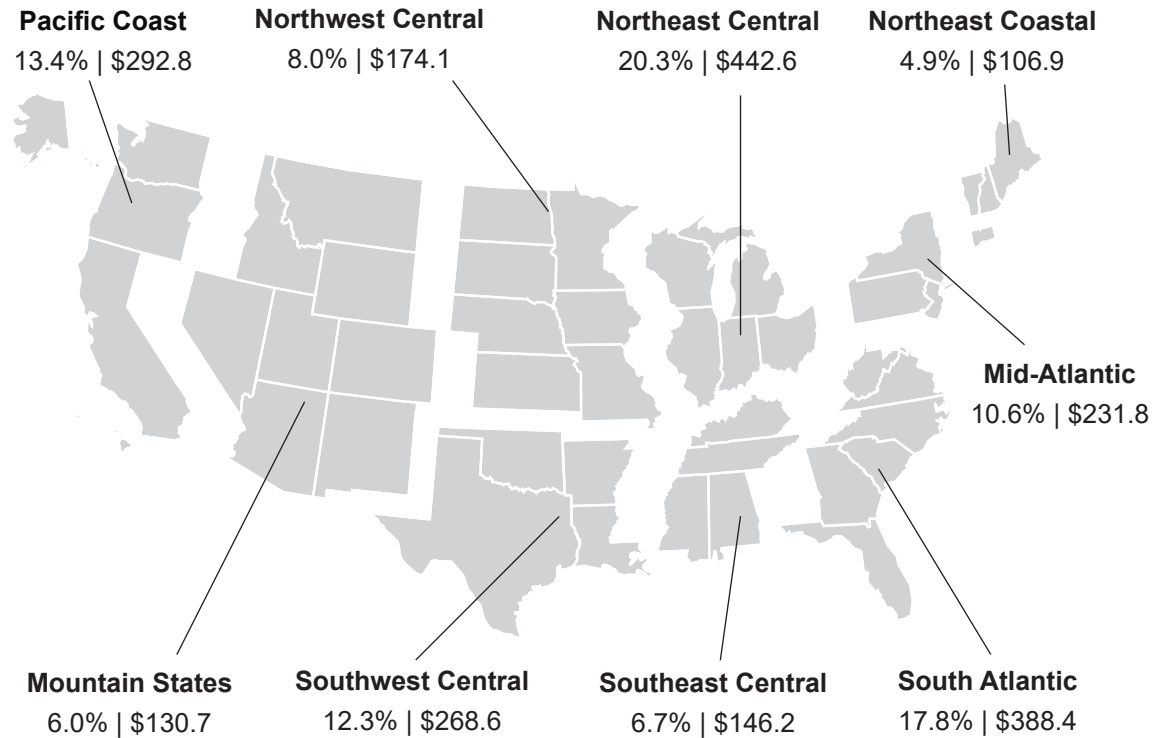 Pacific Coast
13.4% | $292.8
Northwest Central
8.0% | $174.1
Northeast Central
20.3% | $442.6
Northeast Coastal
4.9% | $106.9
Mid-Atlantic
10.6% | $231.8
Mountain States
6.0% | $130.7
Southwest Central
12.3% | $268.6
Southeast Central
6.7% | $146.2
South Atlantic
17.8% | $388.4